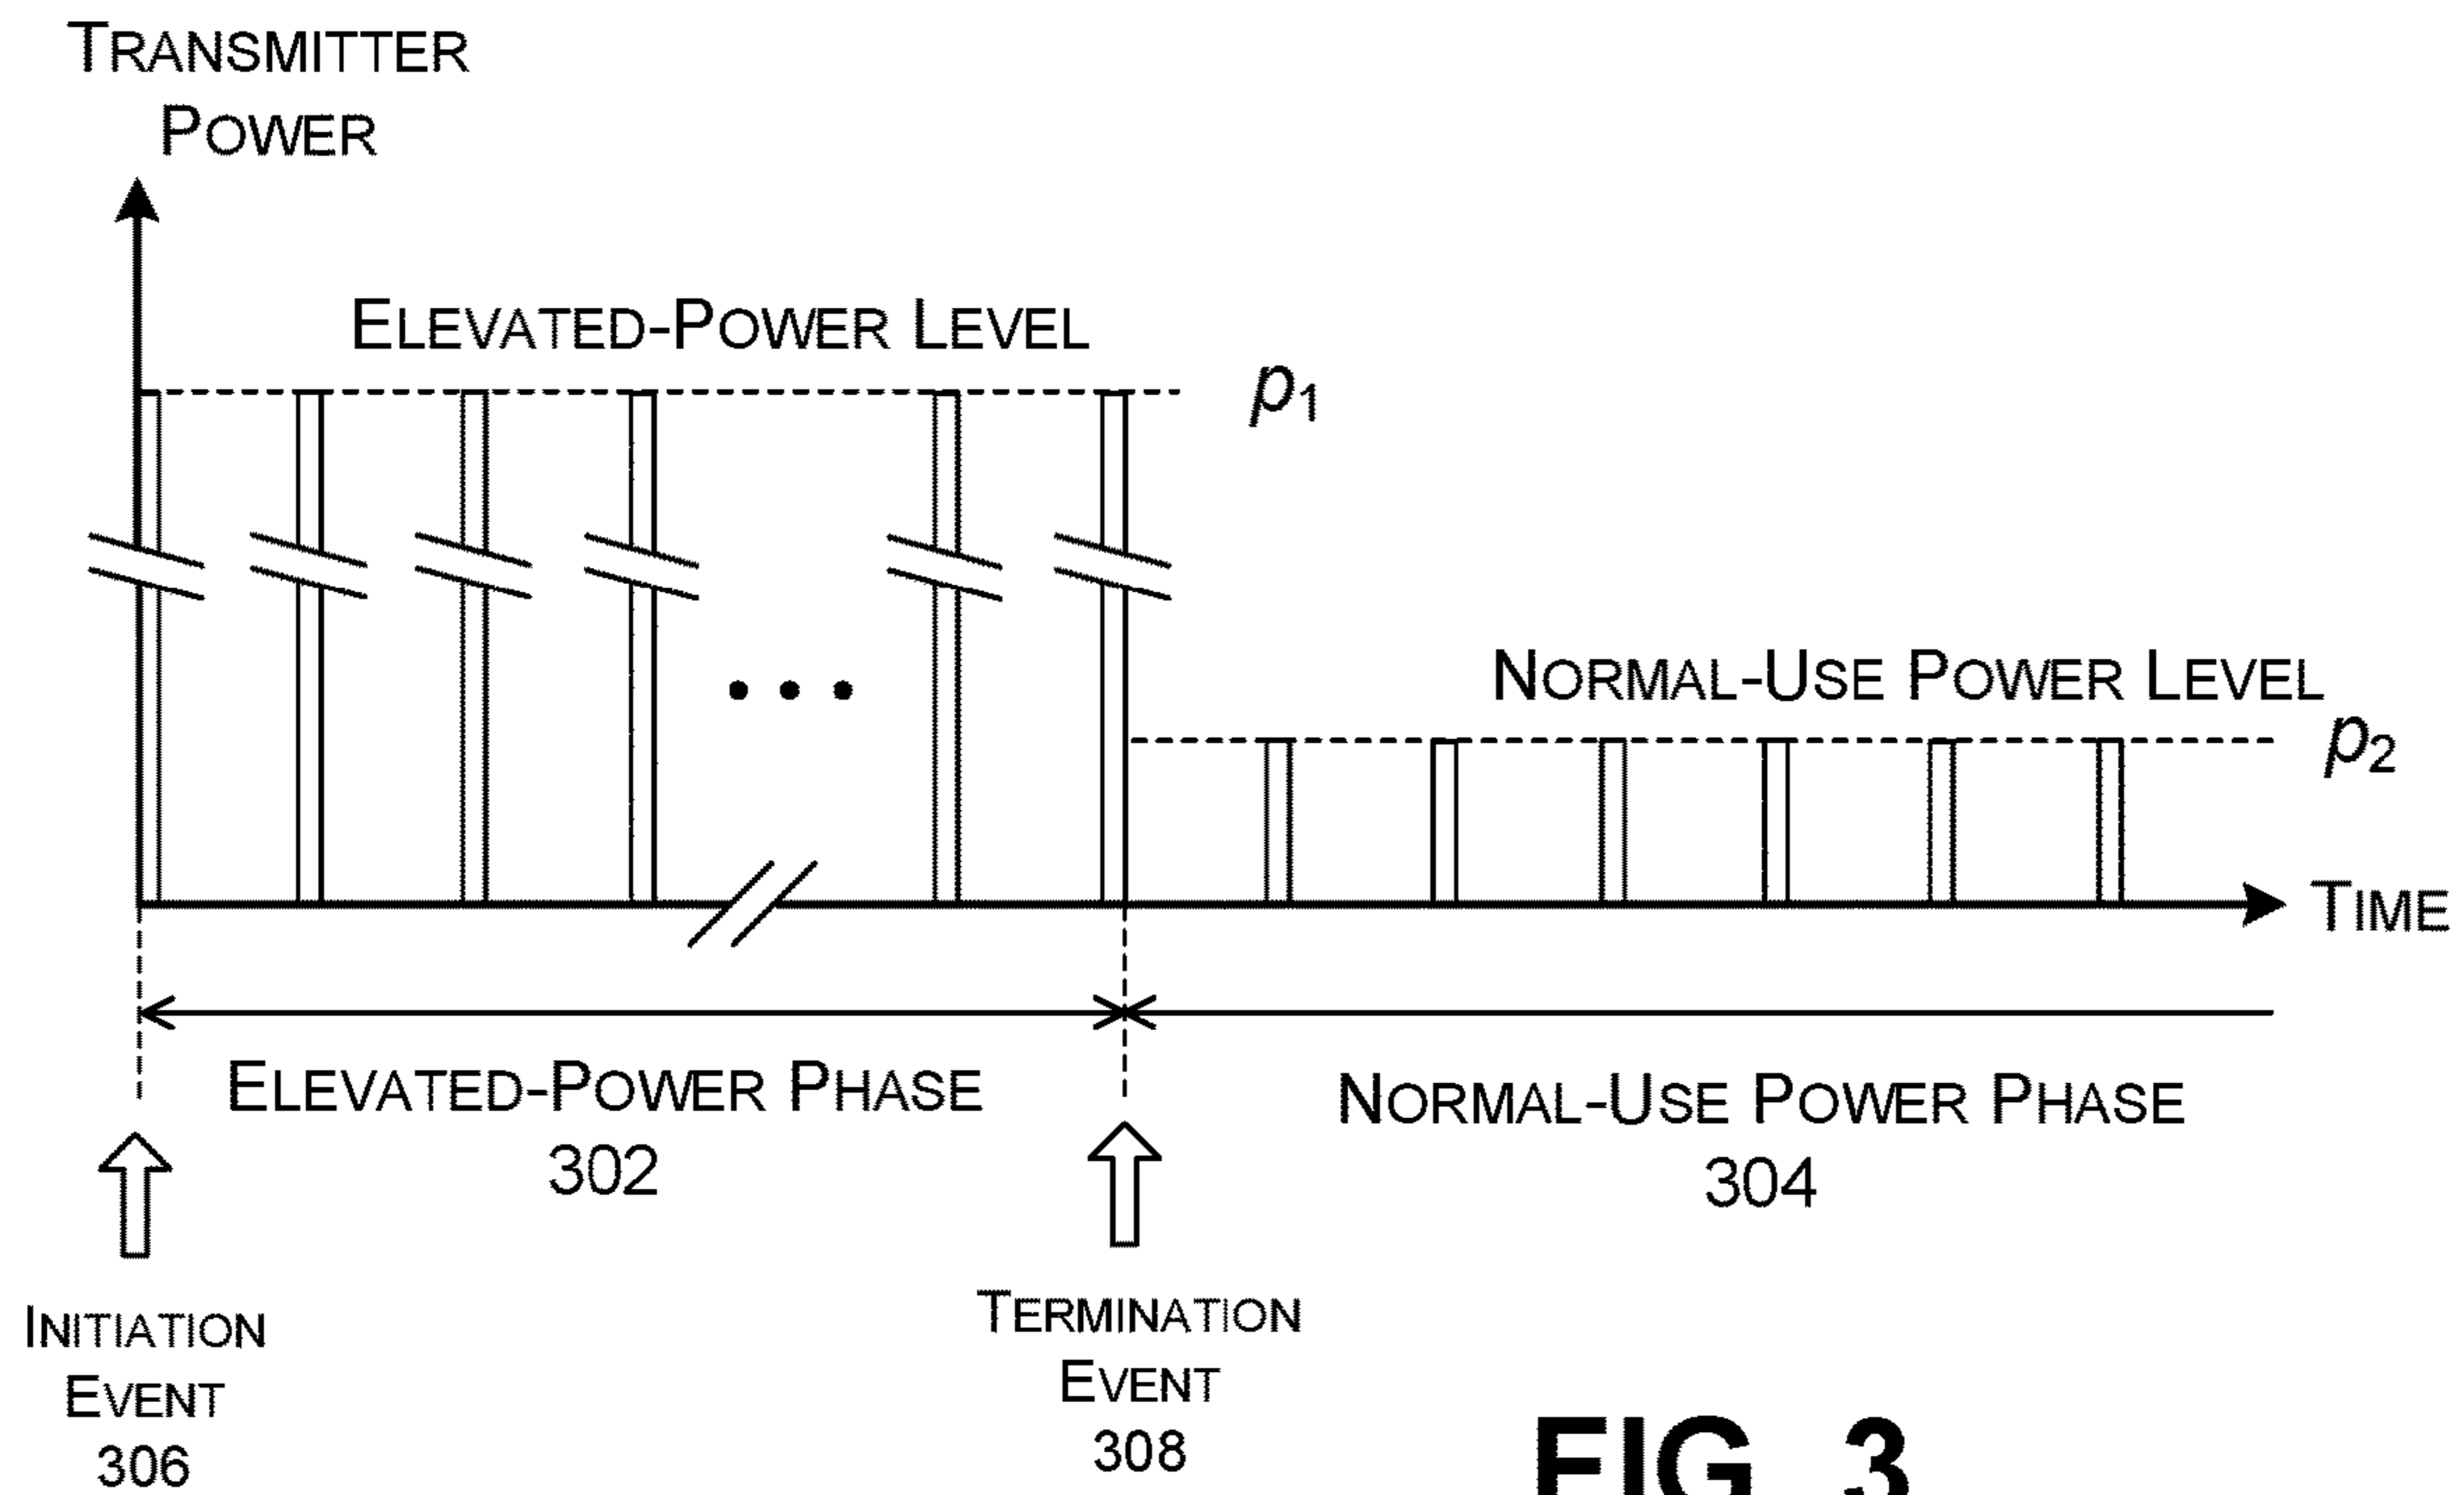 TRANSMITTER
POWER
ELEVATED-POWER LEVEL
p1
NORMAL-USE POWER LEVEL
p2
TIME
ELEVATED-POWER PHASE
302
NORMAL-USE POWER PHASE
304
INITIATION
EVENT
306
TERMINATION
EVENT
308
FIG. 3